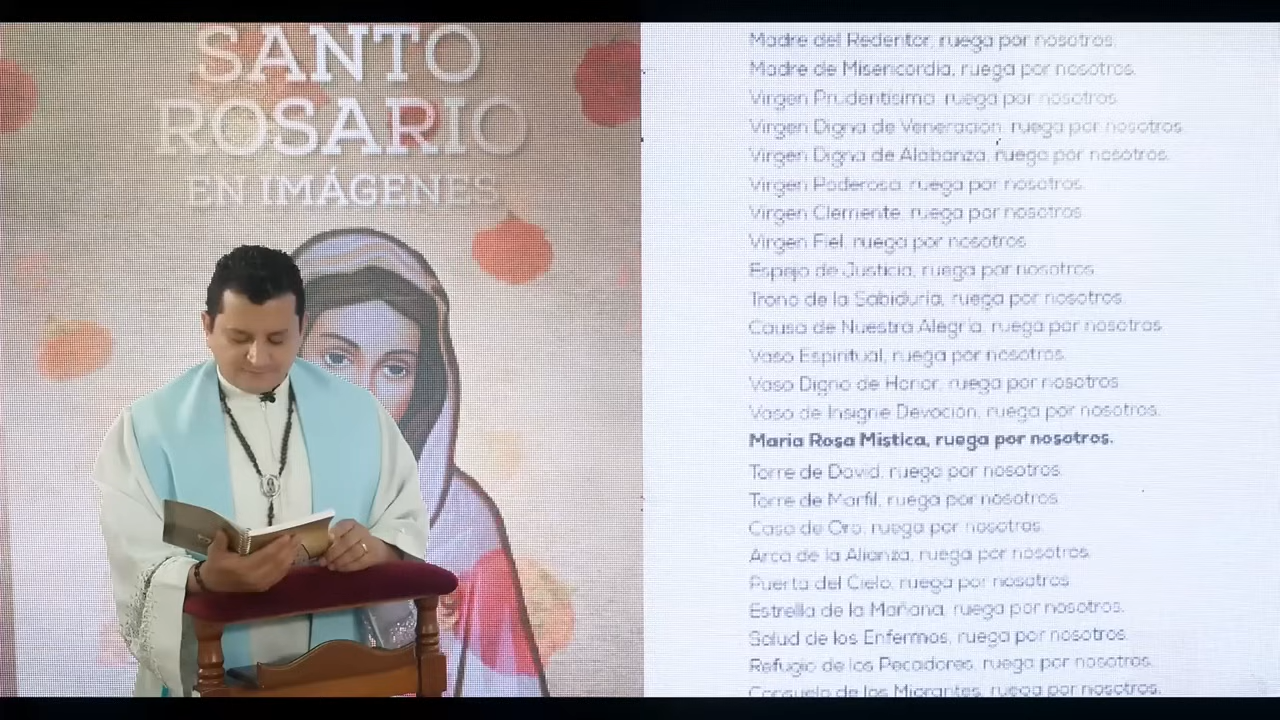 SANTO
ROSARIO
EN IMÁGENES
Madre del Redentor, ruega por nosotros.
Madre de Misericordia, ruega por nosotros.
Virgen Prudentísima, ruega por nosotros.
Virgen Digna de Veneración, ruega por nosotros.
Virgen Digna de Alabanza, ruega por nosotros.
Virgen Poderosa, ruega por nosotros.
Virgen Clemente, ruega por nosotros.
Virgen Fiel, ruega por nosotros.
Espejo de Justicia, ruega por nosotros.
Trono de la Sabiduría, ruega por nosotros.
Causa de Nuestra Alegría, ruega por nosotros.
Vaso Espiritual, ruega por nosotros.
Vaso Digno de Honor, ruega por nosotros.
Vaso de Insigne Devoción, ruega por nosotros.
María Rosa Mística, ruega por nosotros.
Torre de David, ruega por nosotros.
Torre de Marfil, ruega por nosotros.
Casa de Oro, ruega por nosotros.
Arca de la Alianza, ruega por nosotros.
Puerta del Cielo, ruega por nosotros.
Estrella de la Mañana, ruega por nosotros.
Salud de los Enfermos, ruega por nosotros.
Refugio de los Pecadores, ruega por nosotros.
Consuelo de los Migrantes, ruega por nosotros.